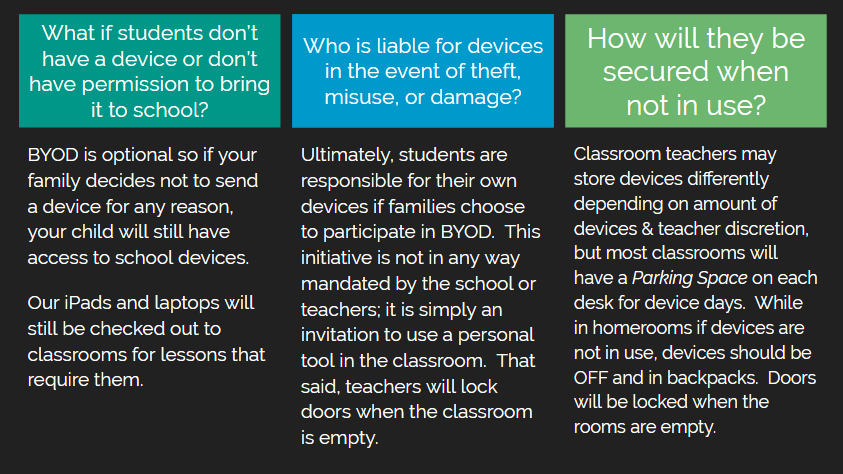 What if students don't
have a device or don't
have permission to bring
it to school?
BYOD is optional so if your
family decides not to send
a device for any reason,
your child will still have
access to school devices.
Our iPads and laptops will
still be checked out to
classrooms for lessons that
require them.
Who is liable for devices
in the event of theft,
misuse, or damage?
Ultimately, students are
responsible for their own
devices if families choose
to participate in BYOD.  This
initiative is not in any way
mandated by the school or
teachers; it is simply an
invitation to use a personal
tool in the classroom.  That
said, teachers will lock
doors when the classroom
is empty.
How will they be
secured when
not in use?
Classroom teachers may
store devices differently
depending on amount of
devices & teacher discretion,
but most classrooms will
have a Parking Space on each
desk for device days.  While
in homerooms if devices are
not in use, devices should be
OFF and in backpacks.  Doors
will be locked when the
rooms are empty.